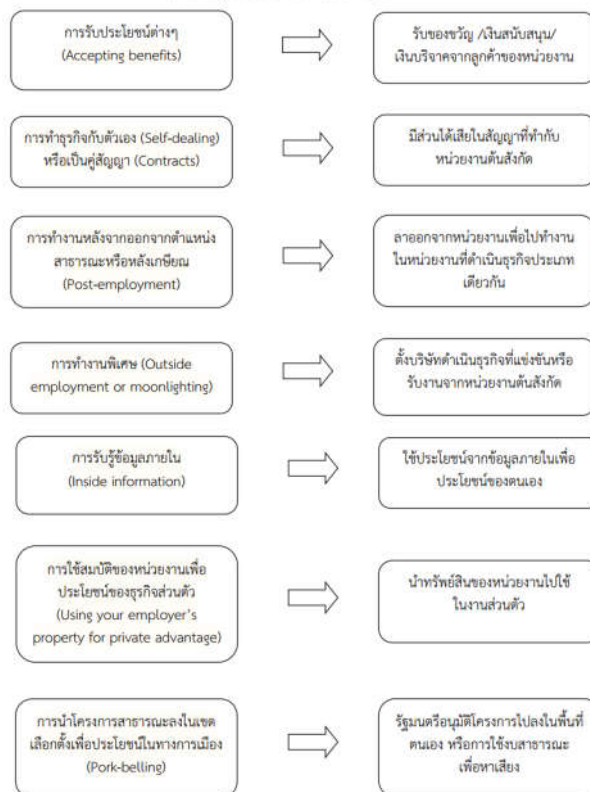 การรับประโยชน์ต่างๆ
(Accepting benefits)
รับของขวัญ /เงินสนับสนุน/
เงินบริจาคจากลูกค้าของหน่วยงาน
การทำธุรกิจกับตัวเอง (Self-dealing)
หรือเป็นคู่สัญญา (Contracts)
มีส่วนได้เสียในสัญญาที่ทำกับ
หน่วยงานต้นสังกัด
การทำงานหลังจากออกจากตำแหน่ง
สาธารณะหรือหลังเกษียณ
(Post-employment)
ลาออกจากหน่วยงานเพื่อไปทำงาน
ในหน่วยงานที่ดำเนินธุรกิจประเภท
เดียวกัน
การทำงานพิเศษ (Outside
employment or moonlighting)
ตั้งบริษัทดำเนินธุรกิจที่แข่งขันหรือ
รับงานจากหน่วยงานต้นสังกัด
การรับรู้ข้อมูลภายใน
(Inside information)
ใช้ประโยชน์จากข้อมูลภายในเพื่อ
ประโยชน์ของตนเอง
การใช้สมบัติของหน่วยงานเพื่อ
ประโยชน์ของธุรกิจส่วนตัว
(Using your employer's
property for private advantage)
นำทรัพย์สินของหน่วยงานไปใช้
ในงานส่วนตัว
การนำโครงการสาธารณะลงในเขต
เลือกตั้งเพื่อประโยชน์ในทางการเมือง
(Pork-belling)
รัฐมนตรีอนุมัติโครงการไปลงในพื้นที่
ตนเอง หรือการใช้งบสาธารณะ
เพื่อหาเสียง